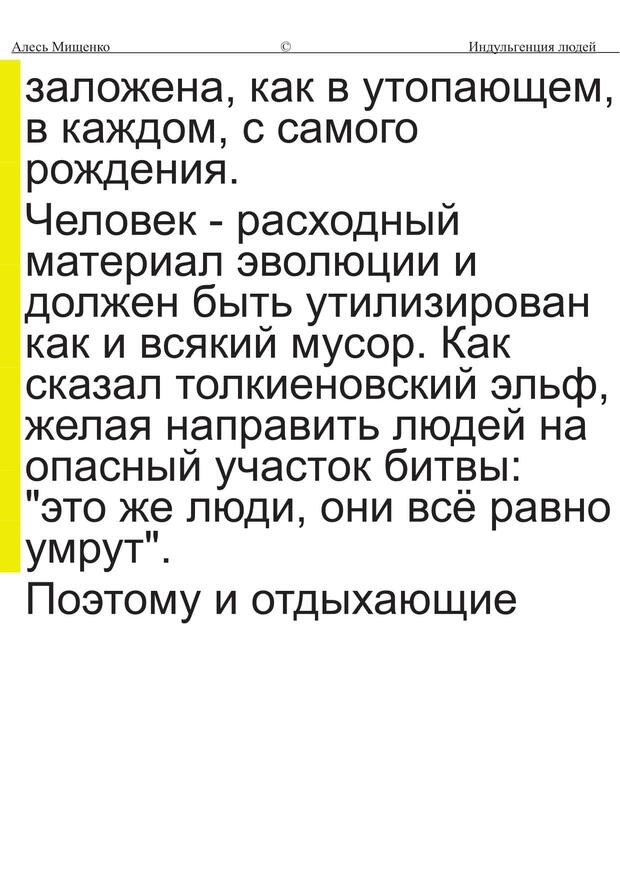 Алесь Мищенко © Индульгенция людей
заложена, как в утопающем,
в каждом, с самого
рождения.
Человек - расходный
материал эволюции и
должен быть утилизирован
как и всякий мусор. Как
сказал толкиеновский эльф,
желая направить людей на
опасный участок битвы:
"это же люди, они всё равно
умрут".
Поэтому и отдыхающие